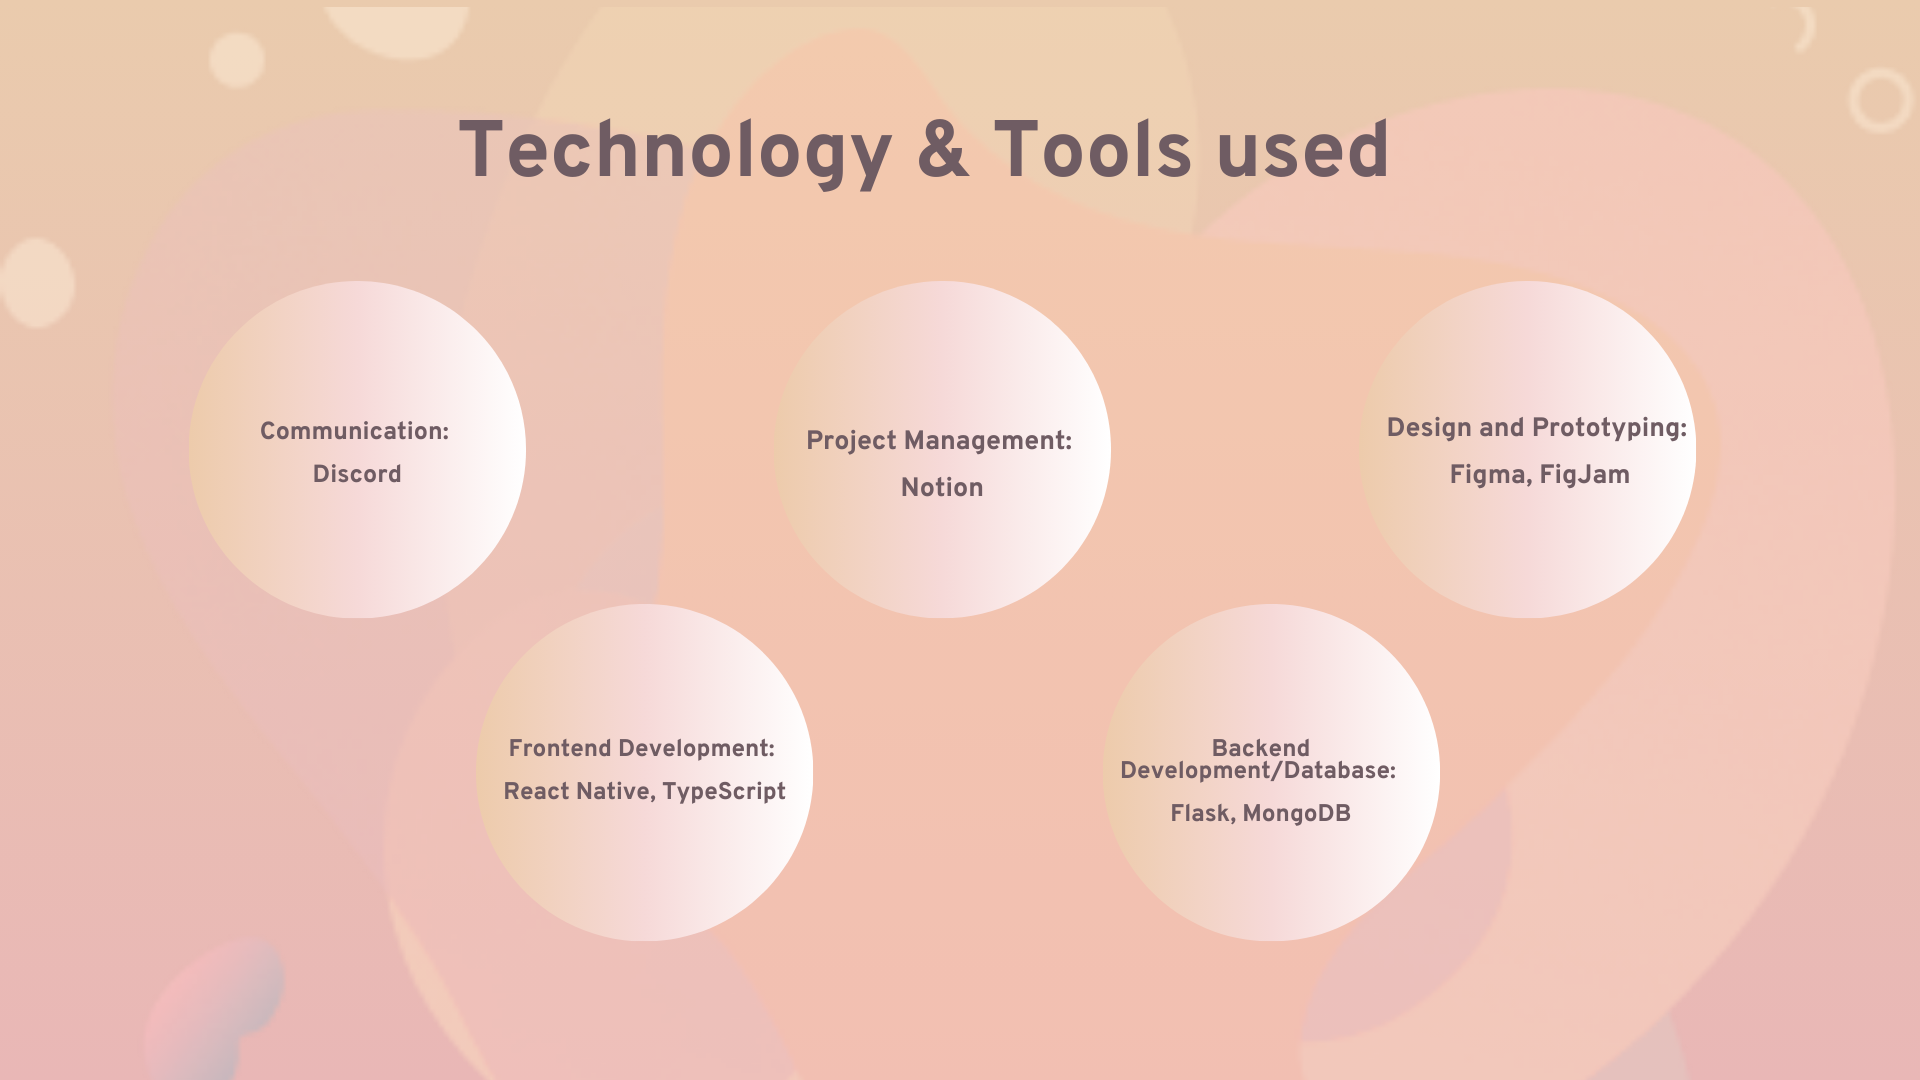 Technology & Tools used
Communication:
Discord
Project Management:
Notion
Design and Prototyping:
Figma, FigJam
Frontend Development:
React Native, TypeScript
Backend
Development/Database:
Flask, MongoDB